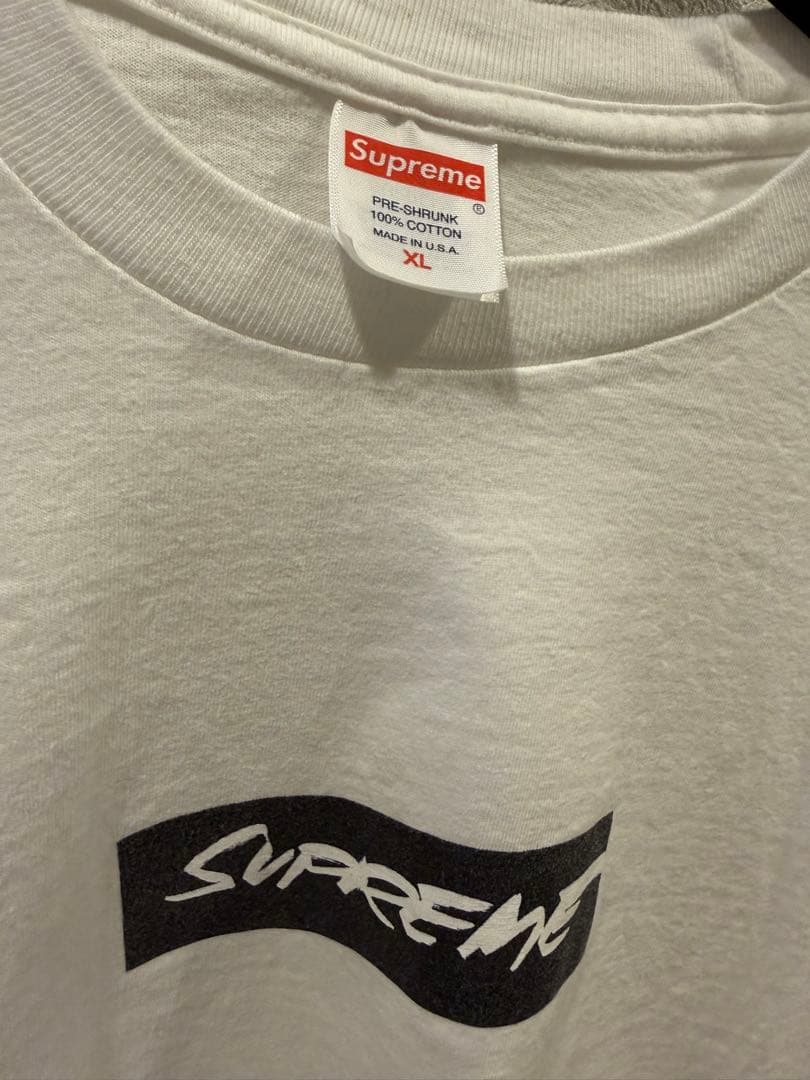 Supreme
®
PRE-SHRUNK
100% COTTON
MADE IN U.S.A.
XL
SUPREME